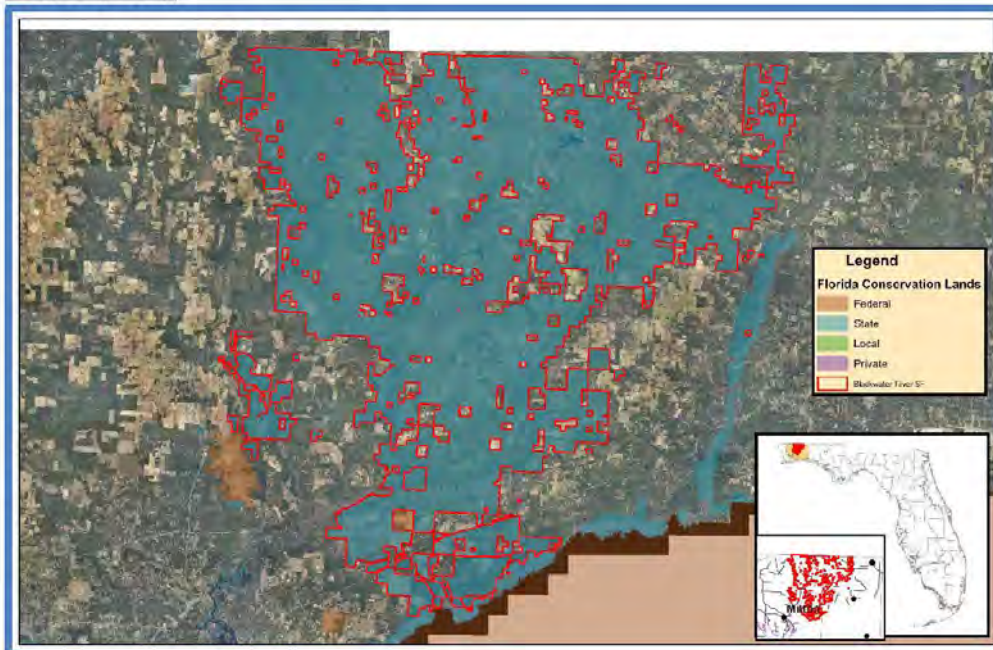 Legend
Florida Conservation Lands
Federal
State
Local
Private
Blackwater River SF